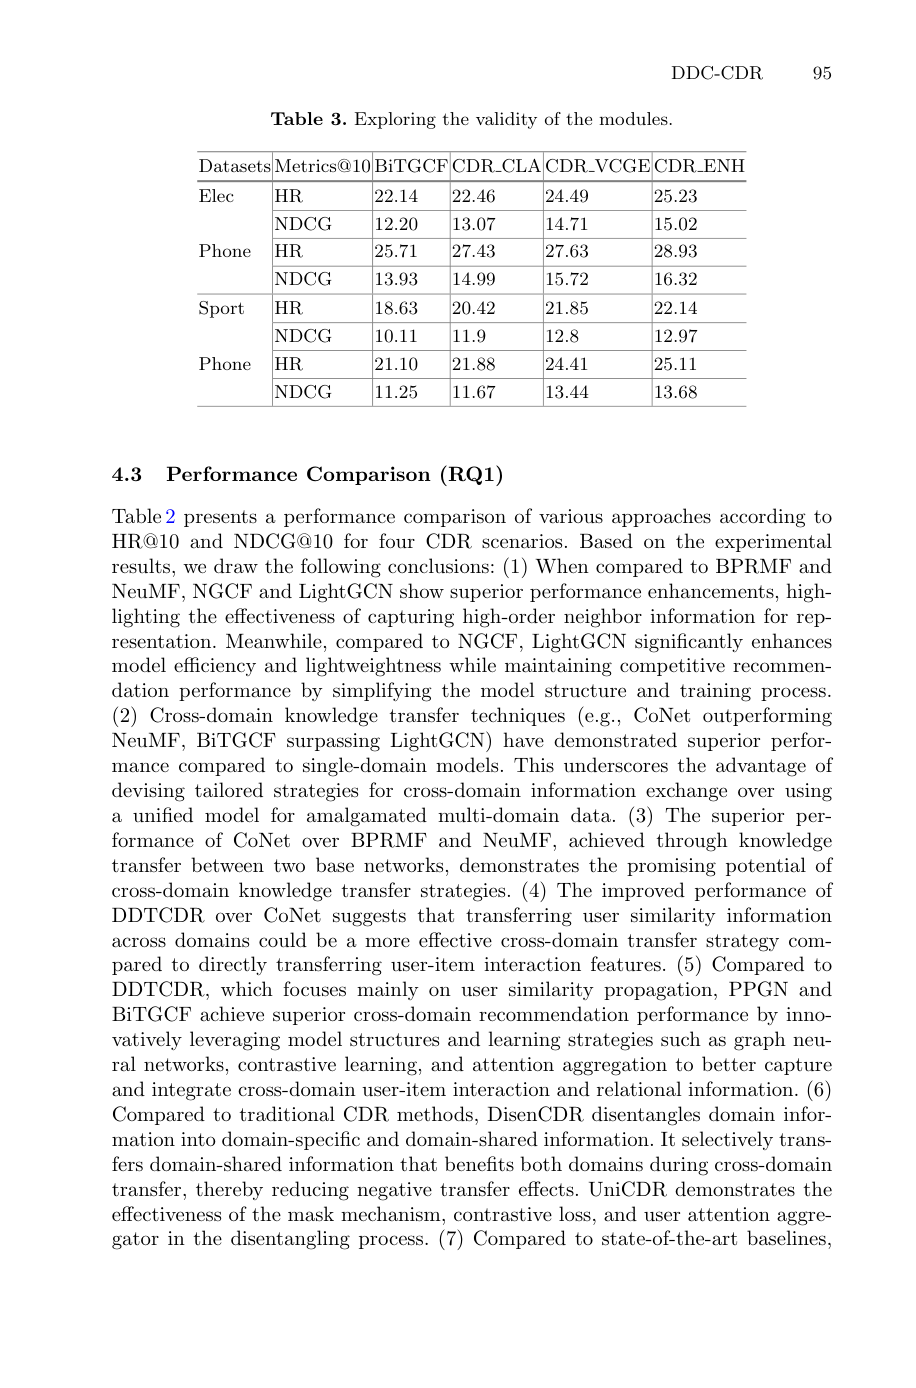 DDC-CDR 95
Table 3. Exploring the validity of the modules.
Datasets Metrics@10 BiTGCF CDR_CLA CDR_VCGE CDR_ENH
Elec HR 22.14 22.46 24.49 25.23
NDCG 12.20 13.07 14.71 15.02
Phone HR 25.71 27.43 27.63 28.93
NDCG 13.93 14.99 15.72 16.32
Sport HR 18.63 20.42 21.85 22.14
NDCG 10.11 11.9 12.8 12.97
Phone HR 21.10 21.88 24.41 25.11
NDCG 11.25 11.67 13.44 13.68
4.3 Performance Comparison (RQ1)
Table 2 presents a performance comparison of various approaches according to
HR@10 and NDCG@10 for four CDR scenarios. Based on the experimental
results, we draw the following conclusions: (1) When compared to BPRMF and
NeuMF, NGCF and LightGCN show superior performance enhancements, high-
lighting the effectiveness of capturing high-order neighbor information for rep-
resentation. Meanwhile, compared to NGCF, LightGCN significantly enhances
model efficiency and lightweightness while maintaining competitive recommen-
dation performance by simplifying the model structure and training process.
(2) Cross-domain knowledge transfer techniques (e.g., CoNet outperforming
NeuMF, BiTGCF surpassing LightGCN) have demonstrated superior perfor-
mance compared to single-domain models. This underscores the advantage of
devising tailored strategies for cross-domain information exchange over using
a unified model for amalgamated multi-domain data. (3) The superior per-
formance of CoNet over BPRMF and NeuMF, achieved through knowledge
transfer between two base networks, demonstrates the promising potential of
cross-domain knowledge transfer strategies. (4) The improved performance of
DDTCDR over CoNet suggests that transferring user similarity information
across domains could be a more effective cross-domain transfer strategy com-
pared to directly transferring user-item interaction features. (5) Compared to
DDTCDR, which focuses mainly on user similarity propagation, PPGN and
BiTGCF achieve superior cross-domain recommendation performance by inno-
vatively leveraging model structures and learning strategies such as graph neu-
ral networks, contrastive learning, and attention aggregation to better capture
and integrate cross-domain user-item interaction and relational information. (6)
Compared to traditional CDR methods, DisenCDR disentangles domain infor-
mation into domain-specific and domain-shared information. It selectively trans-
fers domain-shared information that benefits both domains during cross-domain
transfer, thereby reducing negative transfer effects. UniCDR demonstrates the
effectiveness of the mask mechanism, contrastive loss, and user attention aggre-
gator in the disentangling process. (7) Compared to state-of-the-art baselines,